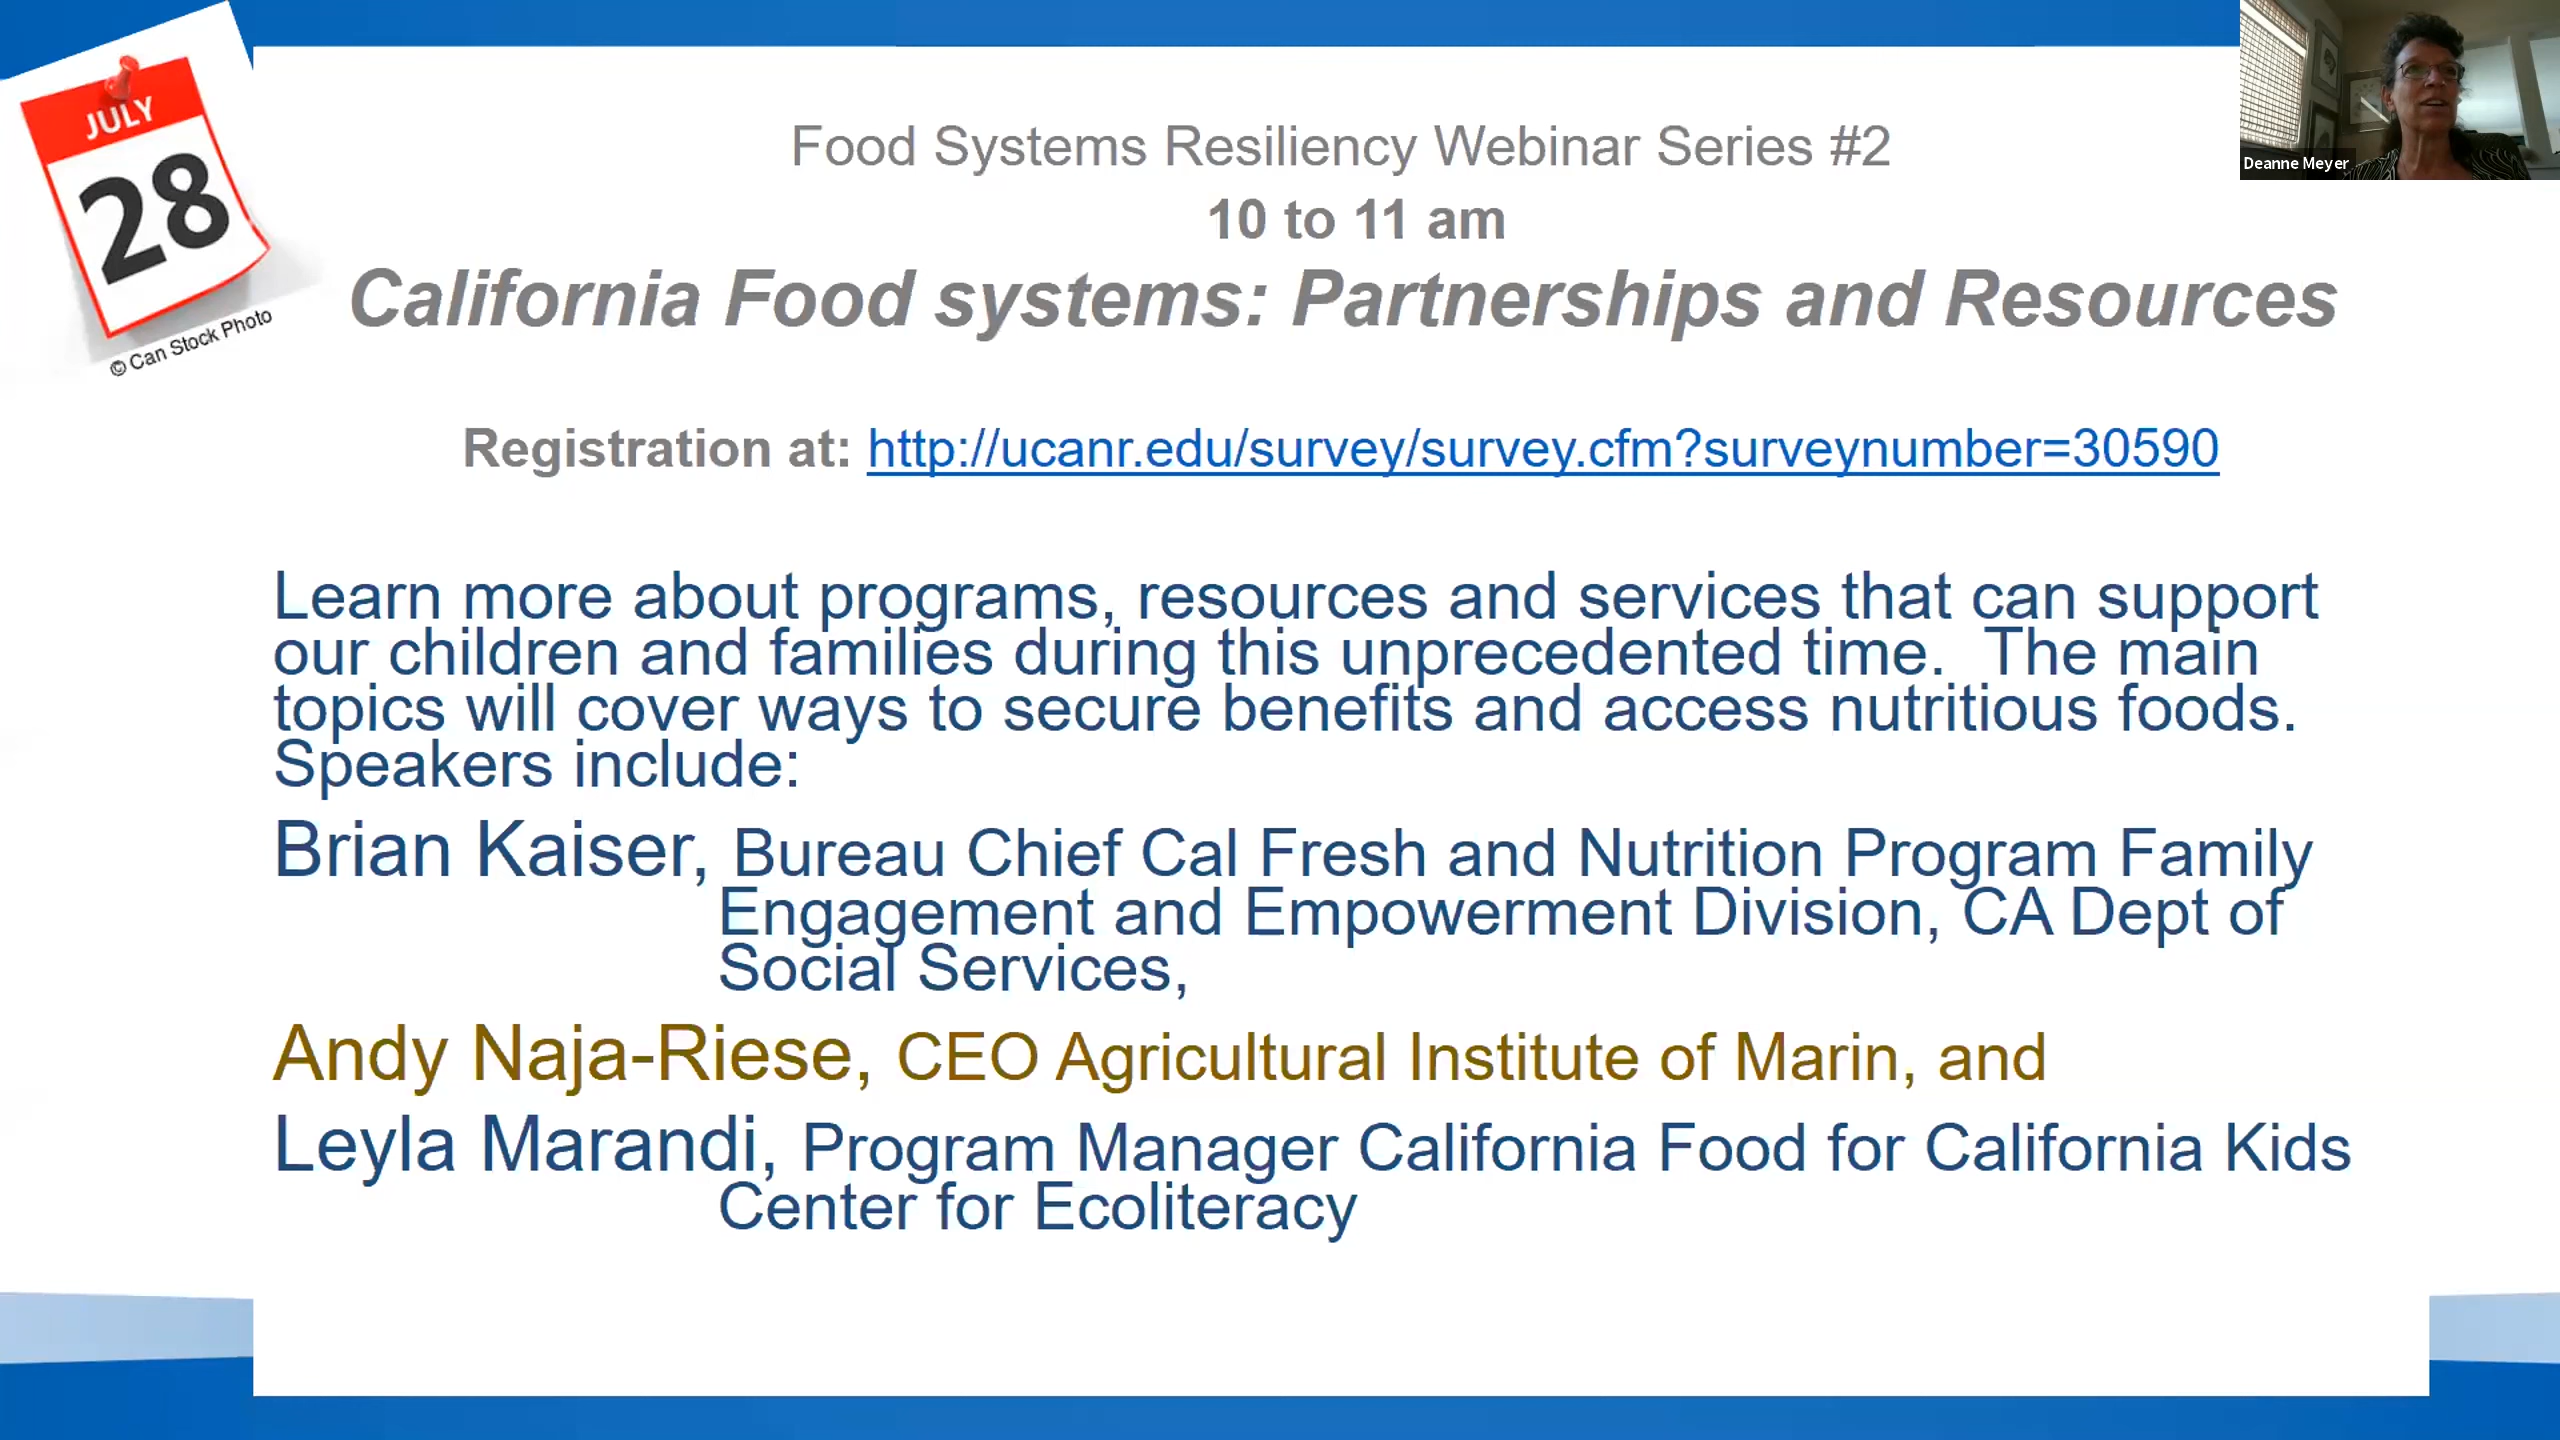 JULY
28
© Can Stock Photo
Deanne Meyer
Food Systems Resiliency Webinar Series #2
10 to 11 am
California Food systems: Partnerships and Resources
Registration at: http://ucanr.edu/survey/survey.cfm?surveynumber=30590
Learn more about programs, resources and services that can support
our children and families during this unprecedented time. The main
topics will cover ways to secure benefits and access nutritious foods.
Speakers include:
Brian Kaiser, Bureau Chief Cal Fresh and Nutrition Program Family
Engagement and Empowerment Division, CA Dept of
Social Services,
Andy Naja-Riese, CEO Agricultural Institute of Marin, and
Leyla Marandi, Program Manager California Food for California Kids
Center for Ecoliteracy